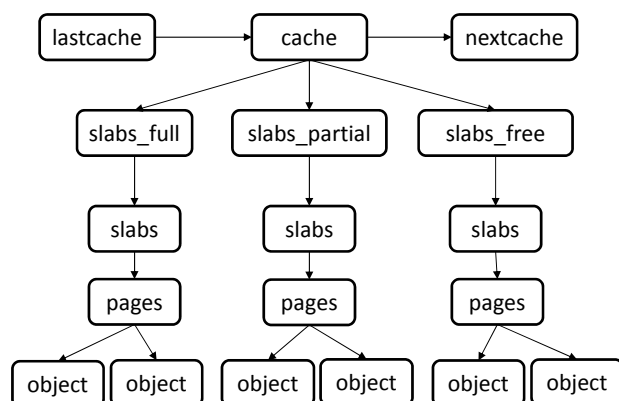 lastcache cache nextcache
slabs_full slabs_partial slabs_free
slabs slabs slabs
pages pages pages
object object object object object object